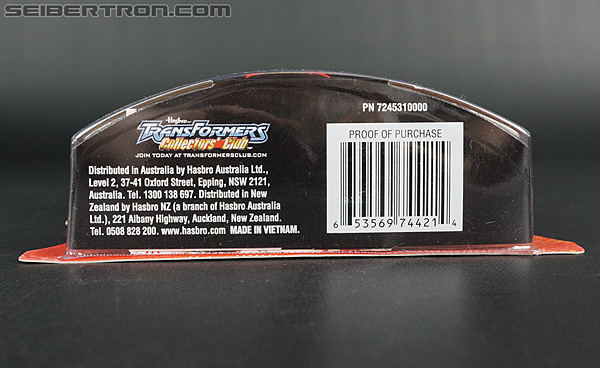 SEIBERTRON.COM
PN 7245310000
Hasbro
TRANSFORMERS
Collectors' Club
JOIN TODAY AT TRANSFORMERSCLUB.COM
Distributed in Australia by Hasbro Australia Ltd.,
Level 2, 37-41 Oxford Street, Epping, NSW 2121,
Australia. Tel. 1300 138 697. Distributed in New
Zealand by Hasbro NZ (a branch of Hasbro Australia
Ltd.), 221 Albany Highway, Auckland, New Zealand.
Tel. 0508 828 200. www.hasbro.com MADE IN VIETNAM.
PROOF OF PURCHASE
6 53569 74421 4